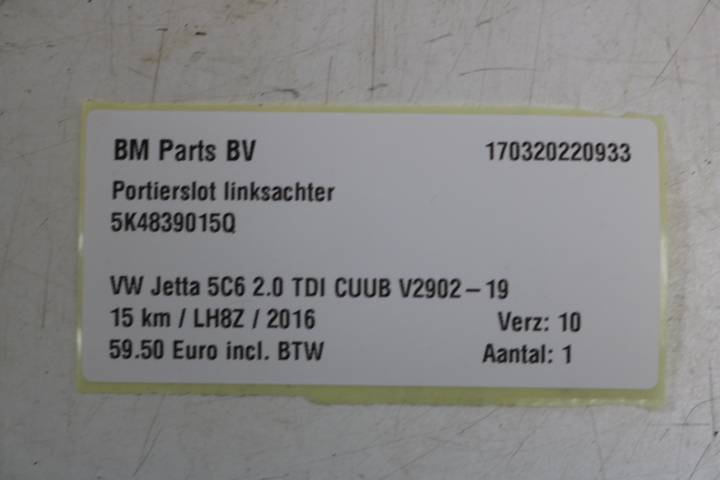 BM Parts BV 170320220933
Portierslot linksachter
5K4839015Q
VW Jetta 5C6 2.0 TDI CUUB V2902-19
15 km / LH8Z / 2016 Verz: 10
59.50 Euro incl. BTW Aantal: 1